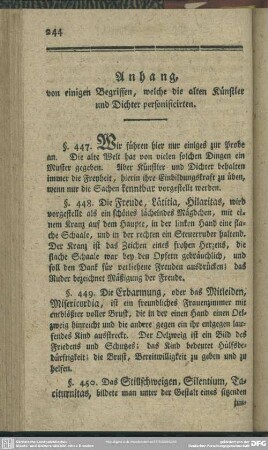 244
Anhang,
von einigen Begriffen, welche die alten Künstler
und Dichter personificirten.
§. 447. Wir führen hier nur einiges zur Probe
an. Die alte Welt hat von vielen solchen Dingen ein
Muster gegeben. Aber Künstler und Dichter behalten
immer die Freyheit, hierin ihre Einbildungskraft zu üben,
wenn nur die Sachen kenntbar vorgestellt werden.
§. 448. Die Freude, Lätitia, Hilaritas, wird
vorgestellt als ein schönes lächelndes Mägdchen, mit ei
nem Kranz auf dem Haupte, in der linken Hand eine fla
che Schaale, und in der rechten ein Steuerruder haltend.
Der Kranz ist das Zeichen eines frohen Herzens, die
flache Schaale war bey den Opfern gebräuchlich, und
soll den Dank für verliehene Freuden ausdrücken: das
Ruder bezeichnet Mäßigung der Freude.
§. 449. Die Erbarmung, oder das Mitleiden,
Misericordia, ist ein freundliches Frauenzimmer mit
entblößter voller Brust, die in der einen Hand einen Oel-
zweig hinreicht und die andere gegen ein ihr entgegen lau-
fendes Kind ausstreckt. Der Oelzweig ist ein Bild des
Friedens und Schutzes: das Kind bedeutet Hülfsbe-
dürftigkeit: die Brust, Bereitwilligkeit zu geben und zu
helfen.
§. 450. Das Stillschweigen, Silentium, Ta-
citurnitas, bildete man unter der Gestalt eines sitzenden